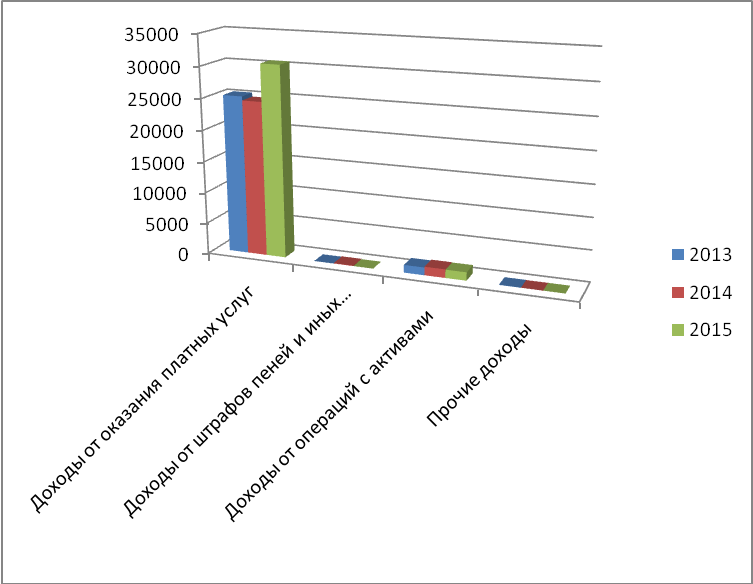 35000
30000
25000
20000
15000
10000
5000
0
Доходы от оказания платных услуг
Доходы от штрафов пеней и иных...
Доходы от операций с активами
Прочие доходы
2013
2014
2015